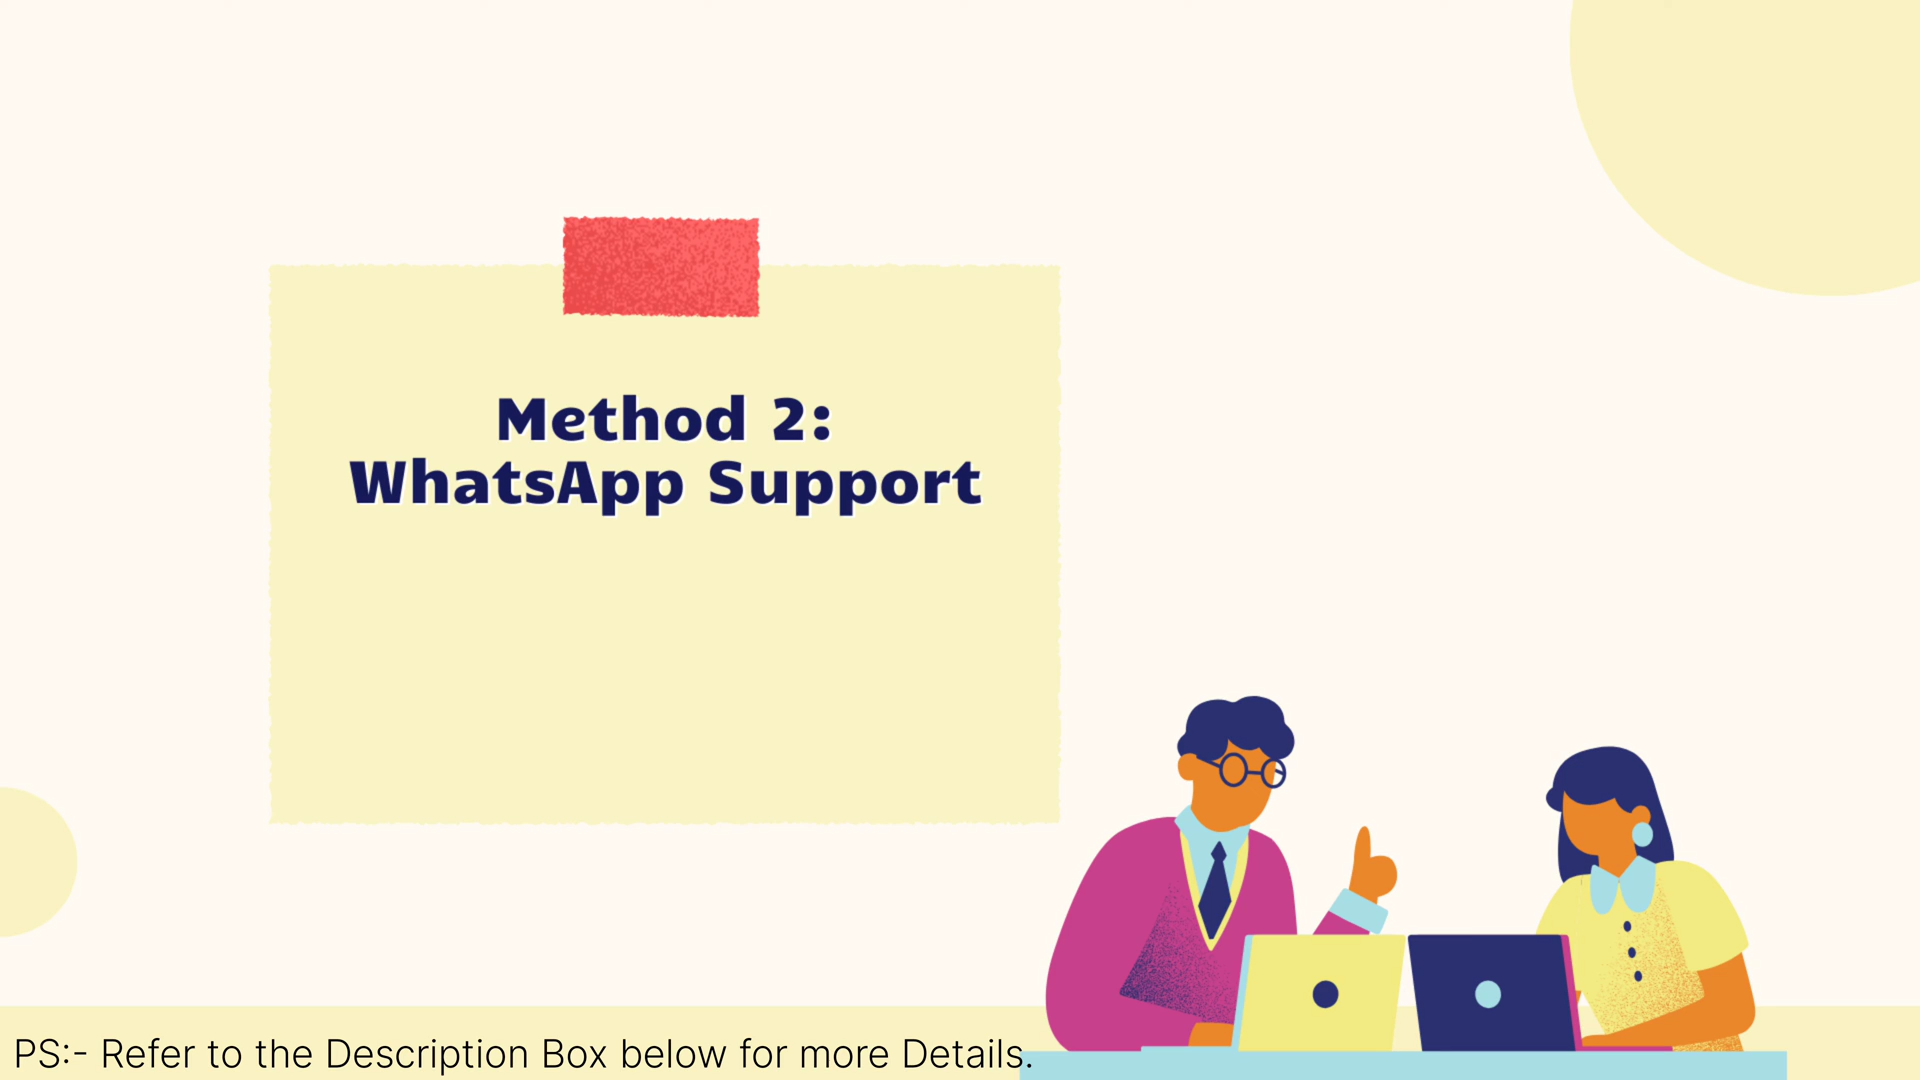 Method 2:
WhatsApp Support
PS:- Refer to the Description Box below for more Details.